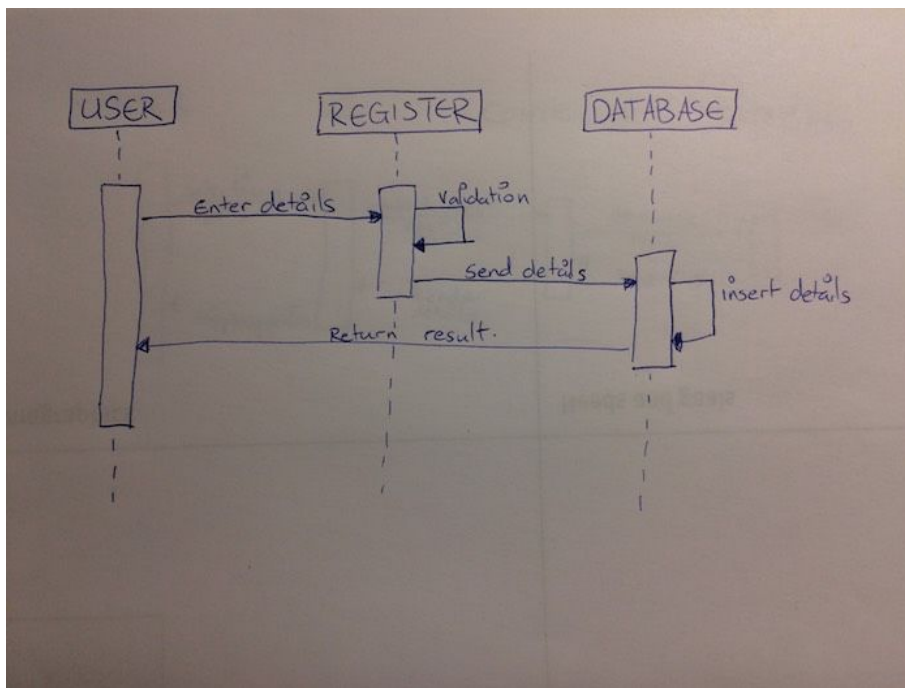 USER
REGISTER
DATABASE
Enter details
validation
Send details
insert details
Return result.